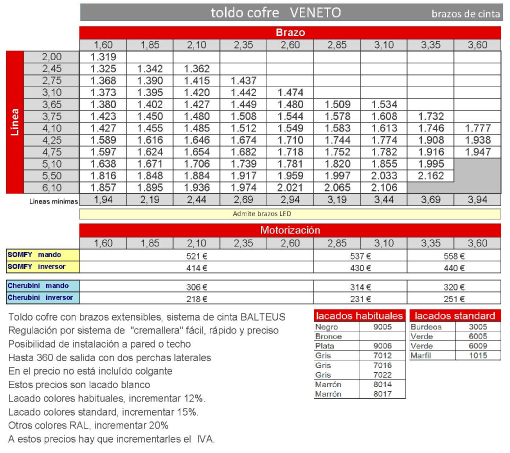 toldo cofre VENETO brazos de cinta
Brazo
1,60 1,85 2,10 2,35 2,60 2,85 3,10 3,35 3,60
Línea
2,00 1.319
2,45 1.325 1.342 1.362
2,75 1.368 1.390 1.415 1.437
3,10 1.373 1.395 1.420 1.442 1.474
3,65 1.380 1.402 1.427 1.449 1.480 1.509 1.534
3,75 1.423 1.450 1.480 1.508 1.544 1.578 1.608 1.732
4,10 1.427 1.455 1.485 1.512 1.549 1.583 1.613 1.746 1.777
4,25 1.589 1.616 1.646 1.674 1.710 1.744 1.774 1.908 1.938
4,75 1.597 1.624 1.654 1.682 1.718 1.752 1.782 1.916 1.947
5,10 1.638 1.671 1.706 1.739 1.781 1.820 1.855 1.995
5,50 1.816 1.848 1.884 1.917 1.959 1.997 2.033 2.162
6,10 1.857 1.895 1.936 1.974 2.021 2.065 2.106
Líneas mínimas 1,94 2,19 2,44 2,69 2,94 3,19 3,44 3,69 3,94
Admite brazos LED
Motorización
1,60 1,85 2,10 2,35 2,60 2,85 3,10 3,35 3,60
SOMFY mando 521 € 537 € 558 €
SOMFY inversor 414 € 430 € 440 €
Cherubini mando 306 € 314 € 320 €
Cherubini inversor 218 € 231 € 251 €
Toldo cofre con brazos extensibles, sistema de cinta BALTEUS
Regulación por sistema de "cremallera" fácil, rápido y preciso
Posibilidad de instalación a pared o techo
Hasta 360 de salida con dos perchas laterales
En el precio no está incluído colgante
Estos precios son lacado blanco
Lacado colores habituales, incrementar 12%.
Lacado colores standard, incrementar 15%.
Otros colores RAL, incrementar 20%
A estos precios hay que incrementarles el IVA.
lacados habituales
Negro 9005
Bronce
Plata 9006
Gris 7012
Gris 7016
Gris 7022
Marrón 8014
Marrón 8017
lacados standard
Burdeos 3005
Verde 6005
Verde 6009
Marfil 1015